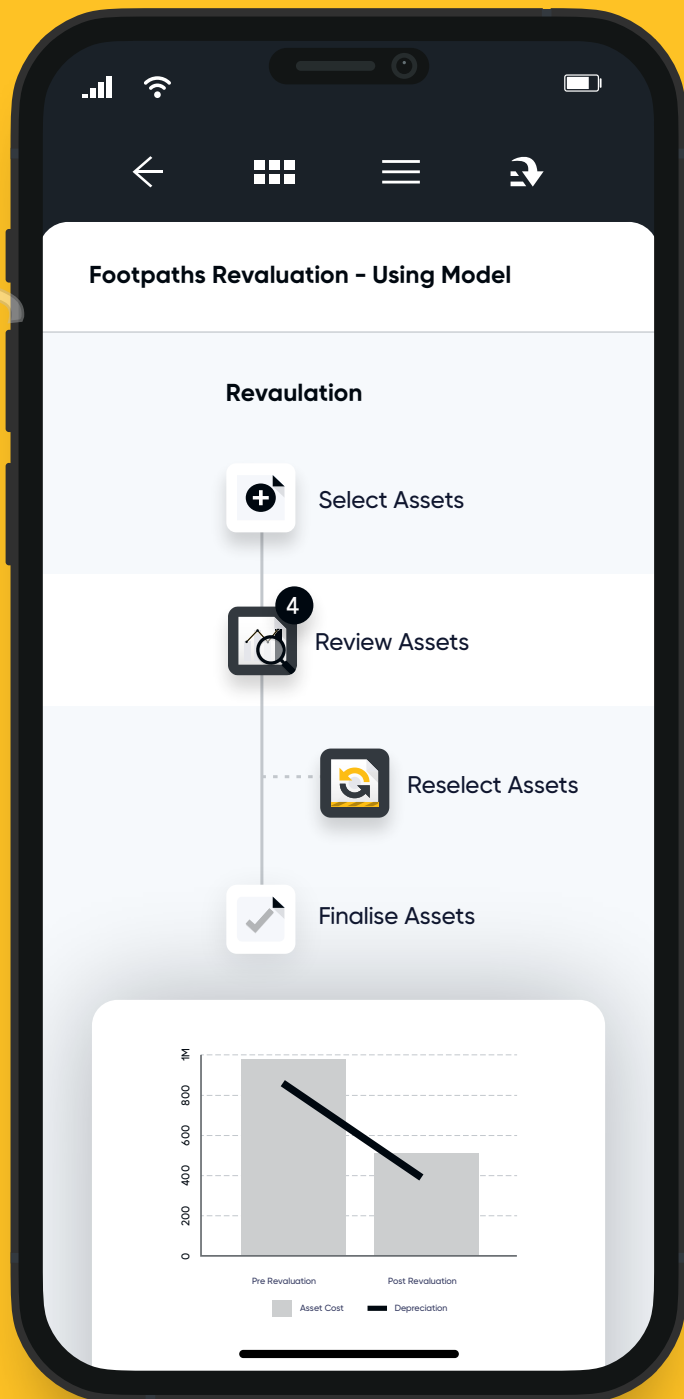 Footpaths Revaluation - Using Model
Revaulation
Select Assets
4
Review Assets
Reselect Assets
Finalise Assets
1M
800
600
400
200
0
Pre Revaluation
Post Revaluation
Asset Cost
Depreciation